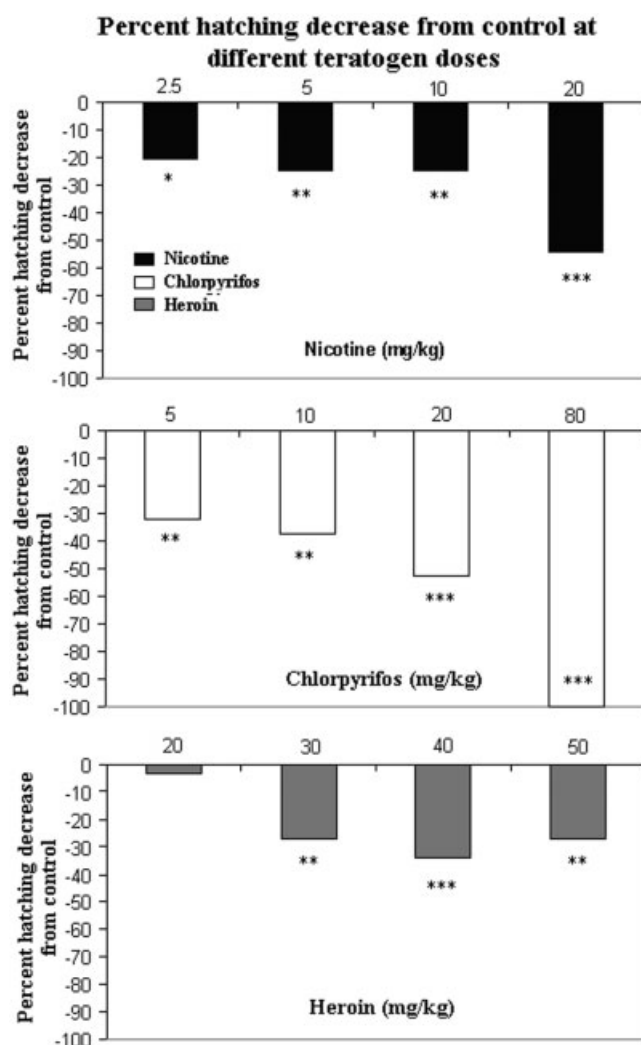 Percent hatching decrease from control at
different teratogen doses
2.5 5 10 20
0
-10
-20
-30
-40
-50
-60
-70
-80
-90
-100
Percent hatching decrease
from control
* ** ** ***
Nicotine
Chlorpyrifos
Heroin
Nicotine (mg/kg)
5 10 20 80
0
-10
-20
-30
-40
-50
-60
-70
-80
-90
-100
Percent hatching decrease
from control
** ** *** ***
Chlorpyrifos (mg/kg)
20 30 40 50
0
-10
-20
-30
-40
-50
-60
-70
-80
-90
-100
Percent hatching decrease
from control
** *** **
Heroin (mg/kg)